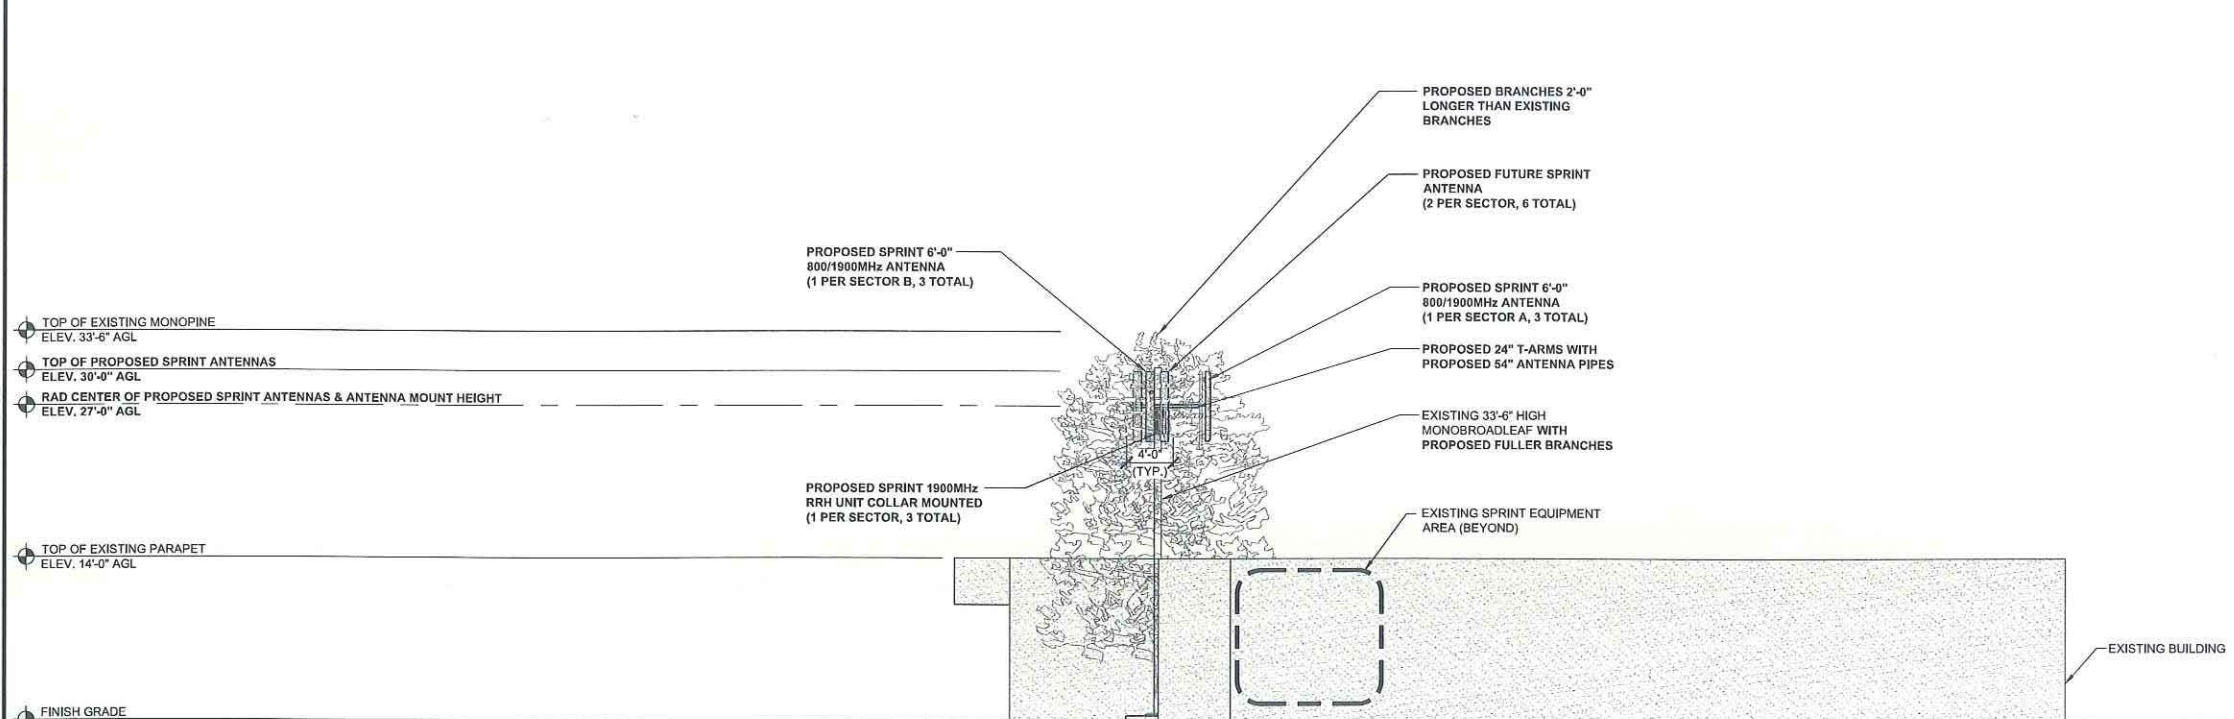 PROPOSED BRANCHES 2'-0"
LONGER THAN EXISTING
BRANCHES
PROPOSED FUTURE SPRINT
ANTENNA
(2 PER SECTOR, 6 TOTAL)
PROPOSED SPRINT 6'-0"
800/1900MHz ANTENNA
(1 PER SECTOR B, 3 TOTAL)
PROPOSED SPRINT 6'-0"
800/1900MHz ANTENNA
(1 PER SECTOR A, 3 TOTAL)
TOP OF EXISTING MONOPINE
ELEV. 33'-6" AGL
TOP OF PROPOSED SPRINT ANTENNAS
ELEV. 30'-0" AGL
RAD CENTER OF PROPOSED SPRINT ANTENNAS & ANTENNA MOUNT HEIGHT
ELEV. 27'-0" AGL
PROPOSED 24" T-ARMS WITH
PROPOSED 54" ANTENNA PIPES
EXISTING 33'-6" HIGH
MONOBROADLEAF WITH
PROPOSED FULLER BRANCHES
4'-0"
(TYP.)
PROPOSED SPRINT 1900MHz
RRH UNIT COLLAR MOUNTED
(1 PER SECTOR, 3 TOTAL)
EXISTING SPRINT EQUIPMENT
AREA (BEYOND)
TOP OF EXISTING PARAPET
ELEV. 14'-0" AGL
EXISTING BUILDING
FINISH GRADE